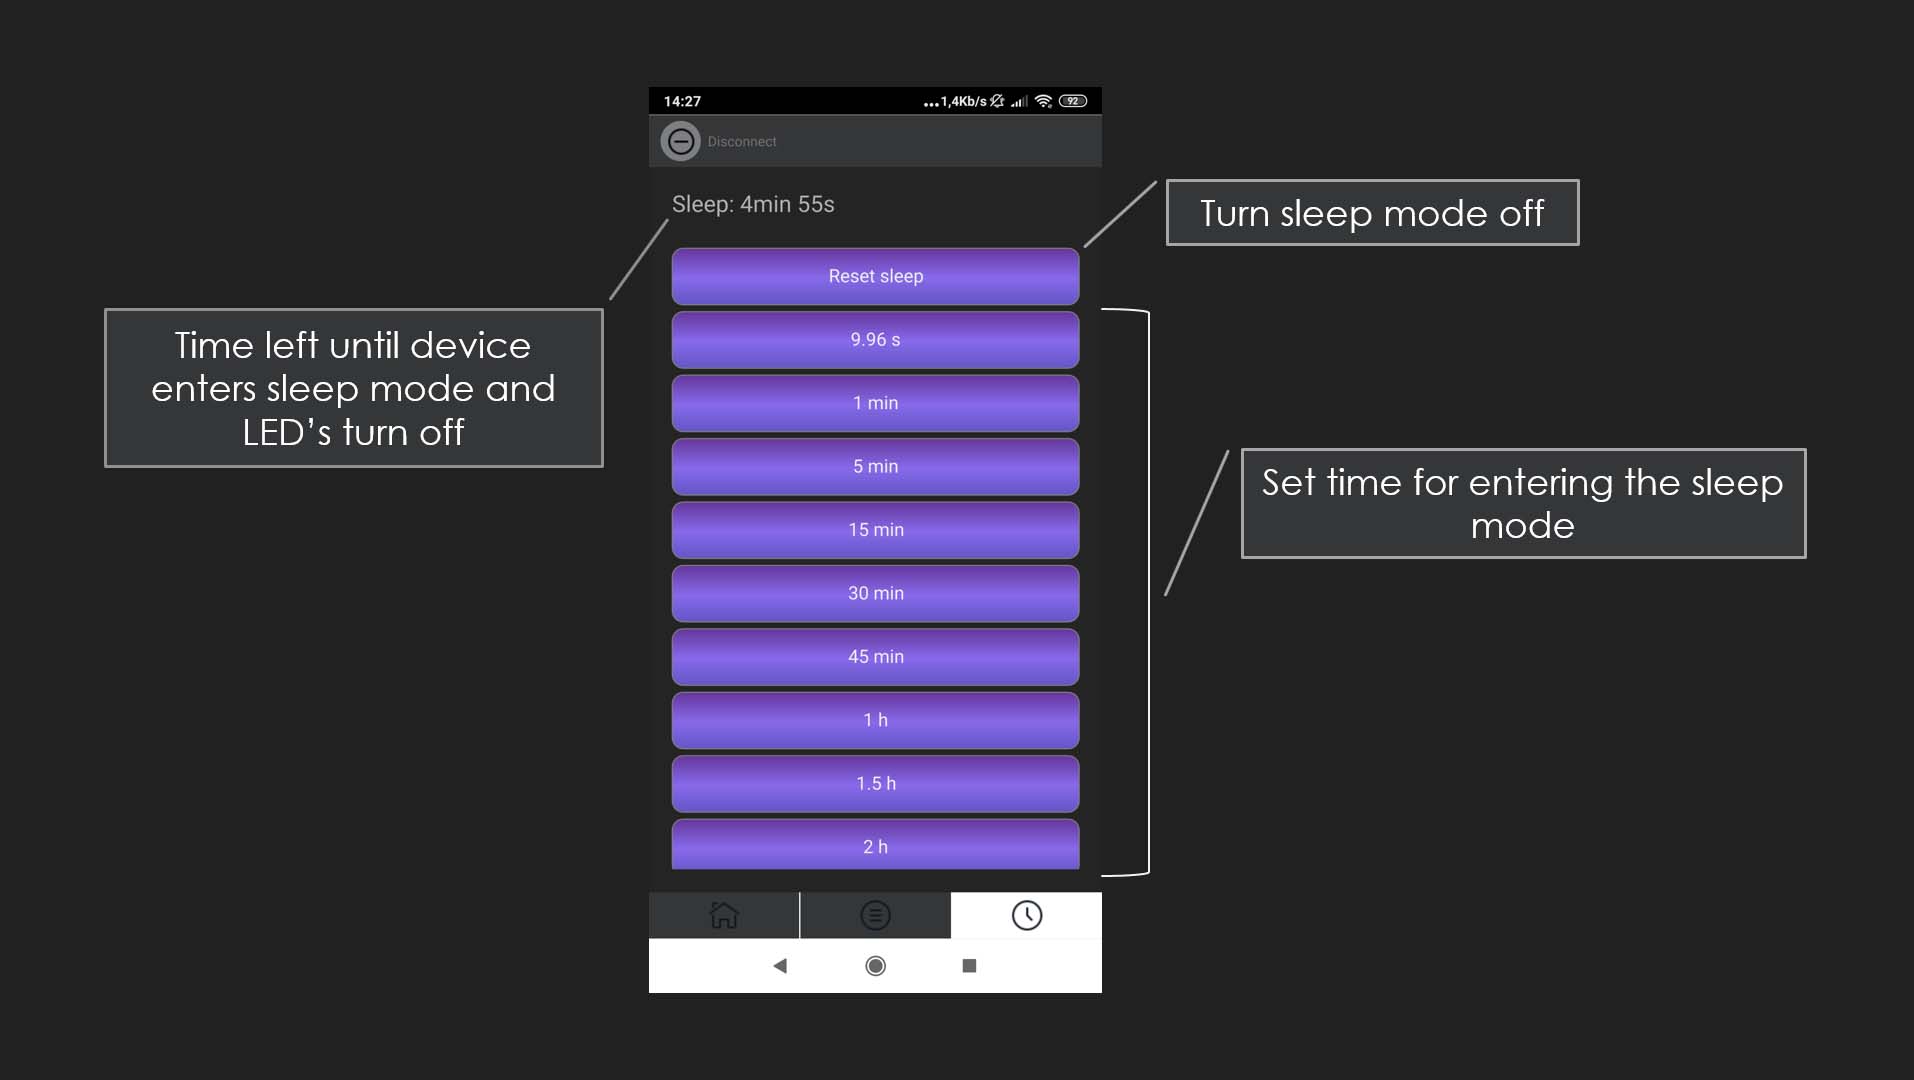 14:27
...1,4Kb/s
92
Disconnect
Sleep: 4min 55s
Turn sleep mode off
Reset sleep
Time left until device
enters sleep mode and
LED’s turn off
9.96 s
1 min
5 min
Set time for entering the sleep
mode
15 min
30 min
45 min
1 h
1.5 h
2 h